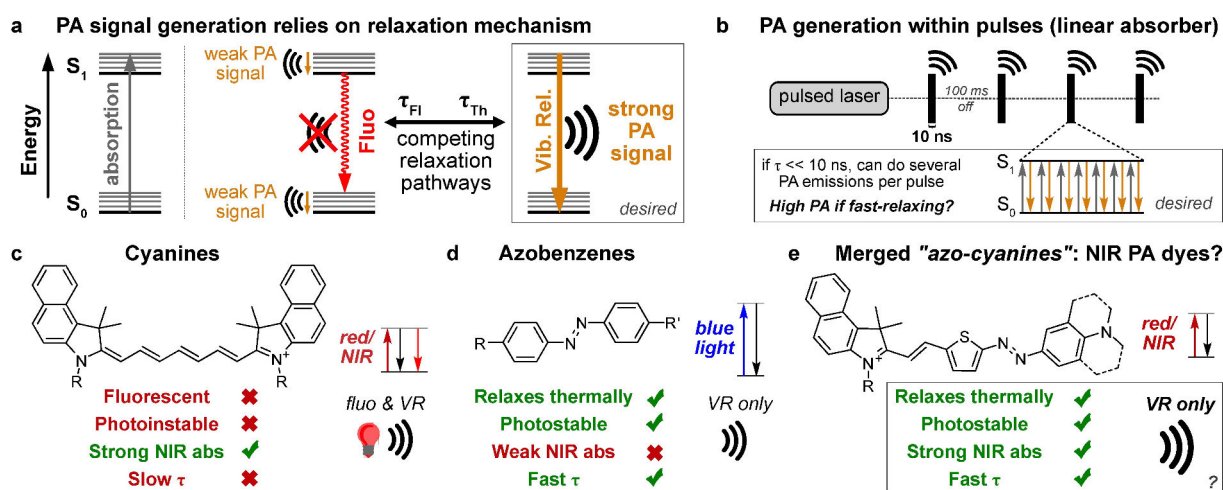 a PA signal generation relies on relaxation mechanism
Energy
S1
S0
absorption
weak PA
signal
weak PA
signal
Fluo
τFl
τTh
competing
relaxation
pathways
Vib. Rel.
strong
PA
signal
desired
b PA generation within pulses (linear absorber)
pulsed laser
100 ms
off
10 ns
if τ << 10 ns, can do several
PA emissions per pulse
High PA if fast-relaxing?
S1
S0
desired
c Cyanines
N
R
N+
R
red/
NIR
Fluorescent
Photoinstable
Strong NIR abs
Slow τ
fluo & VR
d Azobenzenes
R
N
N
R'
blue
light
Relaxes thermally
Photostable
Weak NIR abs
Fast τ
VR only
e Merged "azo-cyanines": NIR PA dyes?
N+
R
S
N
N
N
red/
NIR
Relaxes thermally
Photostable
Strong NIR abs
Fast τ
VR only
?